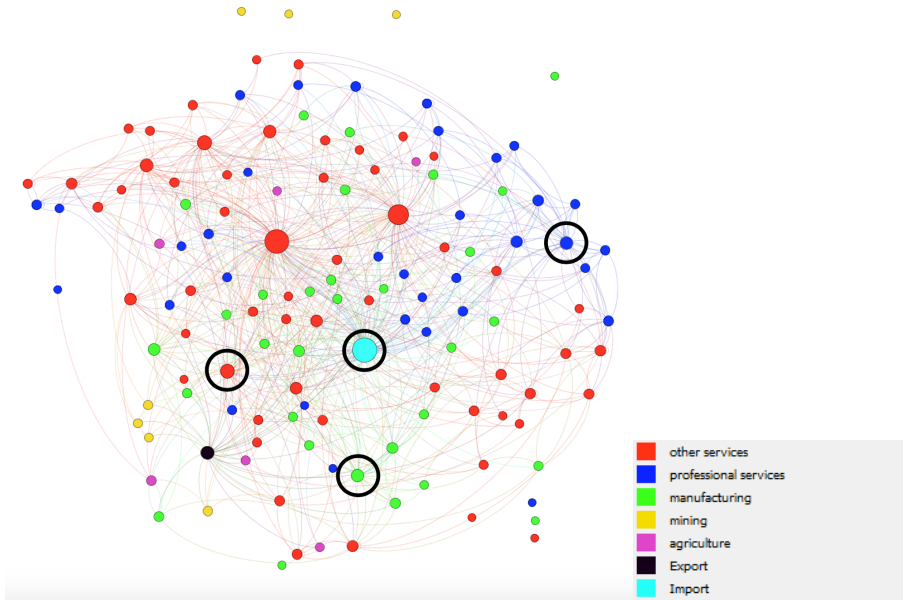 other services
professional services
manufacturing
mining
agriculture
Export
Import